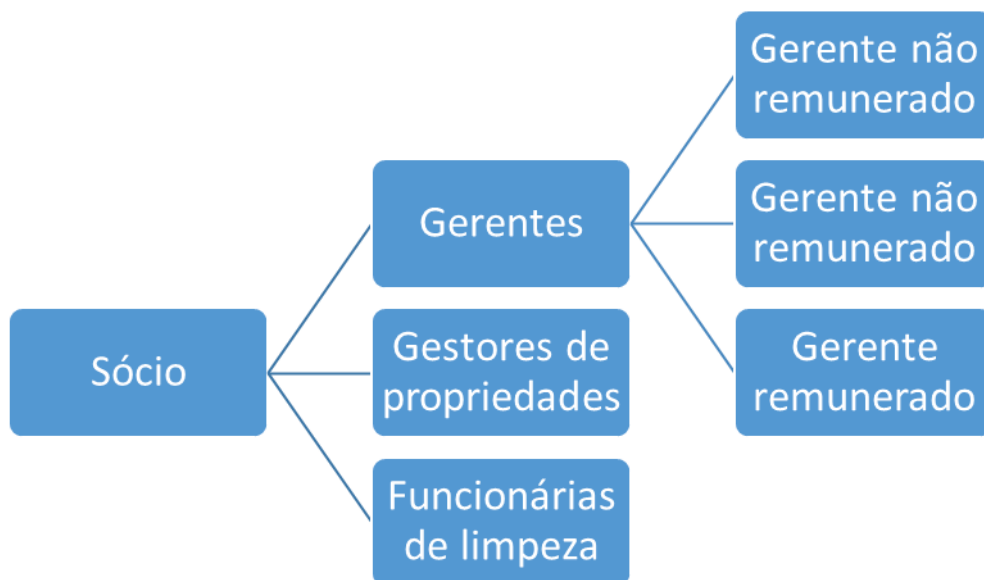 Sócio
Gerentes
Gerente não
remunerado
Gerente não
remunerado
Gerente
remunerado
Gestores de
propriedades
Funcionárias
de limpeza